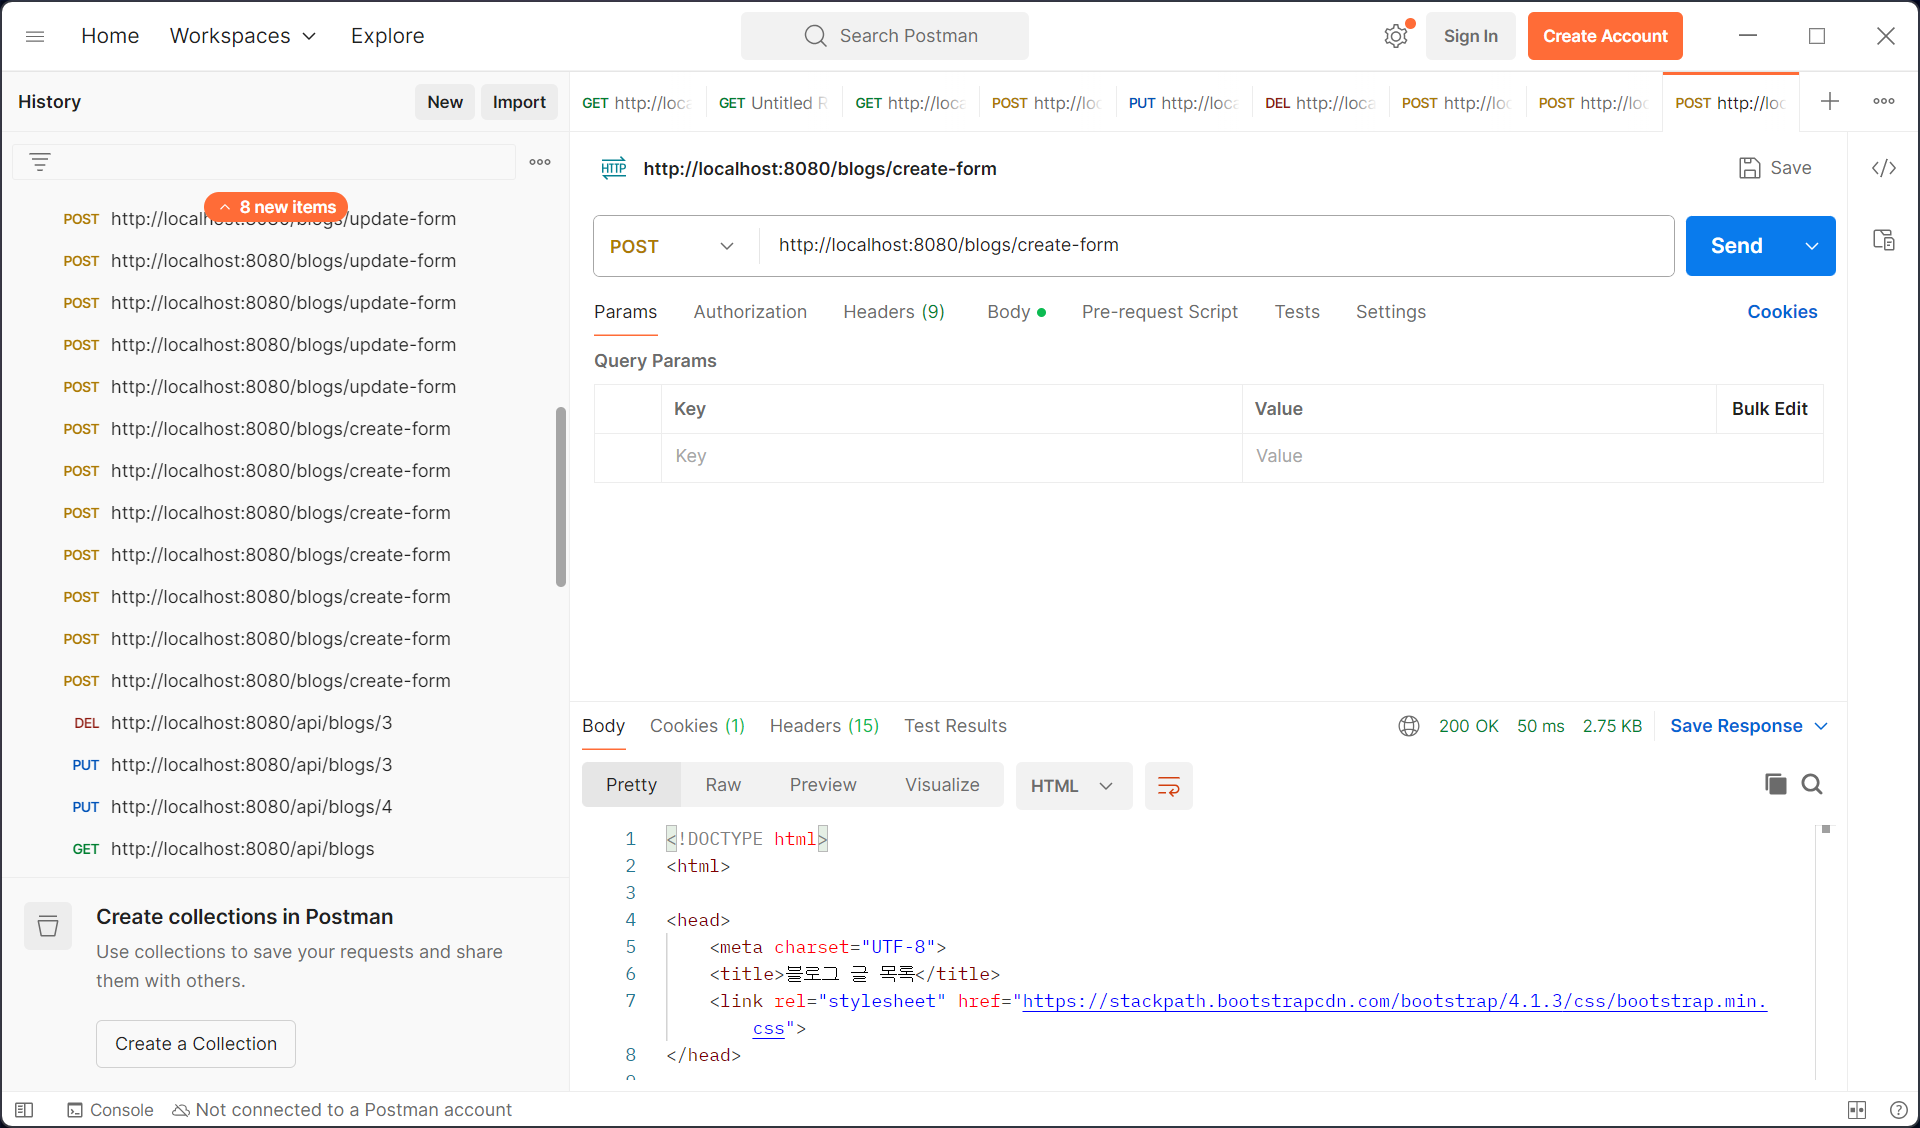 Home Workspaces Explore Search Postman Sign In Create Account
History New Import
GET http://loc GET Untitled R GET http://loca POST http://loc PUT http://loca DEL http://loca POST http://loc POST http://loc POST http://loc
8 new items
POST http://localhost:8080/blogs/update-form
POST http://localhost:8080/blogs/update-form
POST http://localhost:8080/blogs/update-form
POST http://localhost:8080/blogs/update-form
POST http://localhost:8080/blogs/update-form
POST http://localhost:8080/blogs/create-form
POST http://localhost:8080/blogs/create-form
POST http://localhost:8080/blogs/create-form
POST http://localhost:8080/blogs/create-form
POST http://localhost:8080/blogs/create-form
POST http://localhost:8080/blogs/create-form
POST http://localhost:8080/blogs/create-form
DEL http://localhost:8080/api/blogs/3
PUT http://localhost:8080/api/blogs/3
PUT http://localhost:8080/api/blogs/4
GET http://localhost:8080/api/blogs
Create collections in Postman
Use collections to save your requests and share
them with others.
Create a Collection
HTTP http://localhost:8080/blogs/create-form Save
POST http://localhost:8080/blogs/create-form Send
Params Authorization Headers (9) Body Pre-request Script Tests Settings Cookies
Query Params
Key Value Bulk Edit
Key Value
Body Cookies (1) Headers (15) Test Results 200 OK 50 ms 2.75 KB Save Response
Pretty Raw Preview Visualize HTML
1 <!DOCTYPE html>
2 <html>
3
4 <head>
5 <meta charset="UTF-8">
6 <title>블로그 글 목록</title>
7 <link rel="stylesheet" href="https://stackpath.bootstrapcdn.com/bootstrap/4.1.3/css/bootstrap.min.
css">
8 </head>
Console Not connected to a Postman account